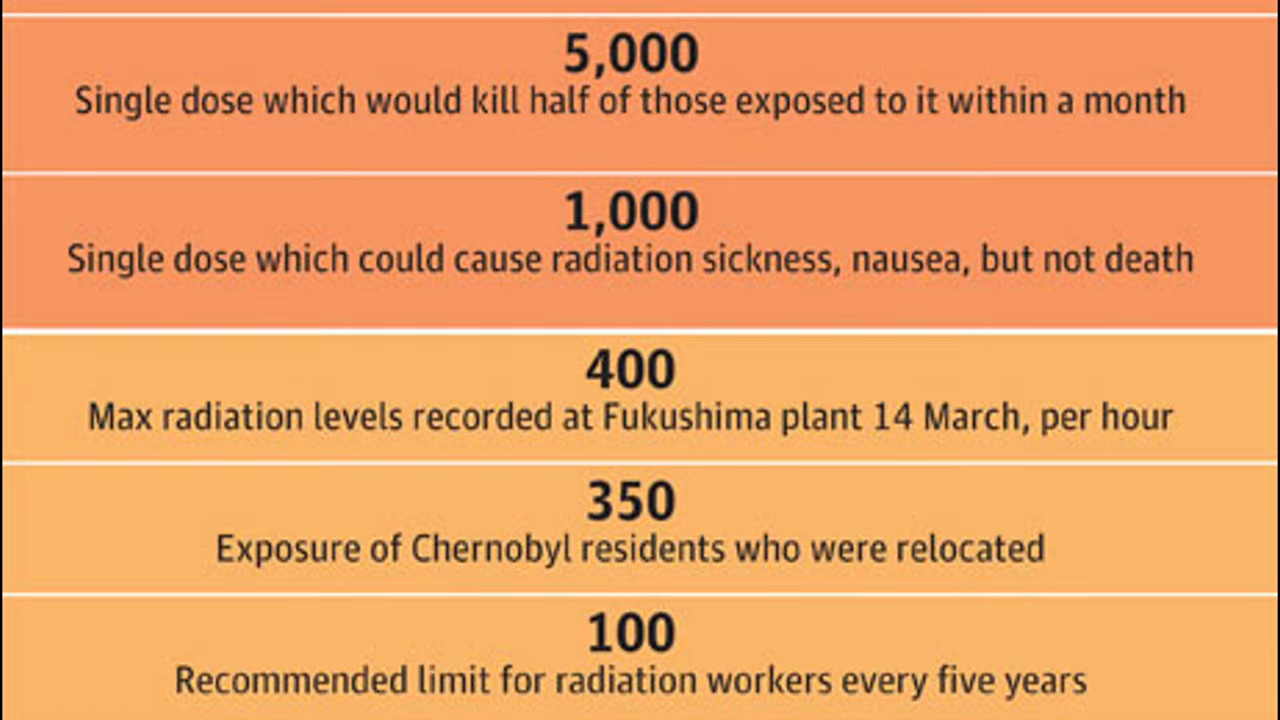 5,000
Single dose which would kill half of those exposed to it within a month
1,000
Single dose which could cause radiation sickness, nausea, but not death
400
Max radiation levels recorded at Fukushima plant 14 March, per hour
350
Exposure of Chernobyl residents who were relocated
100
Recommended limit for radiation workers every five years